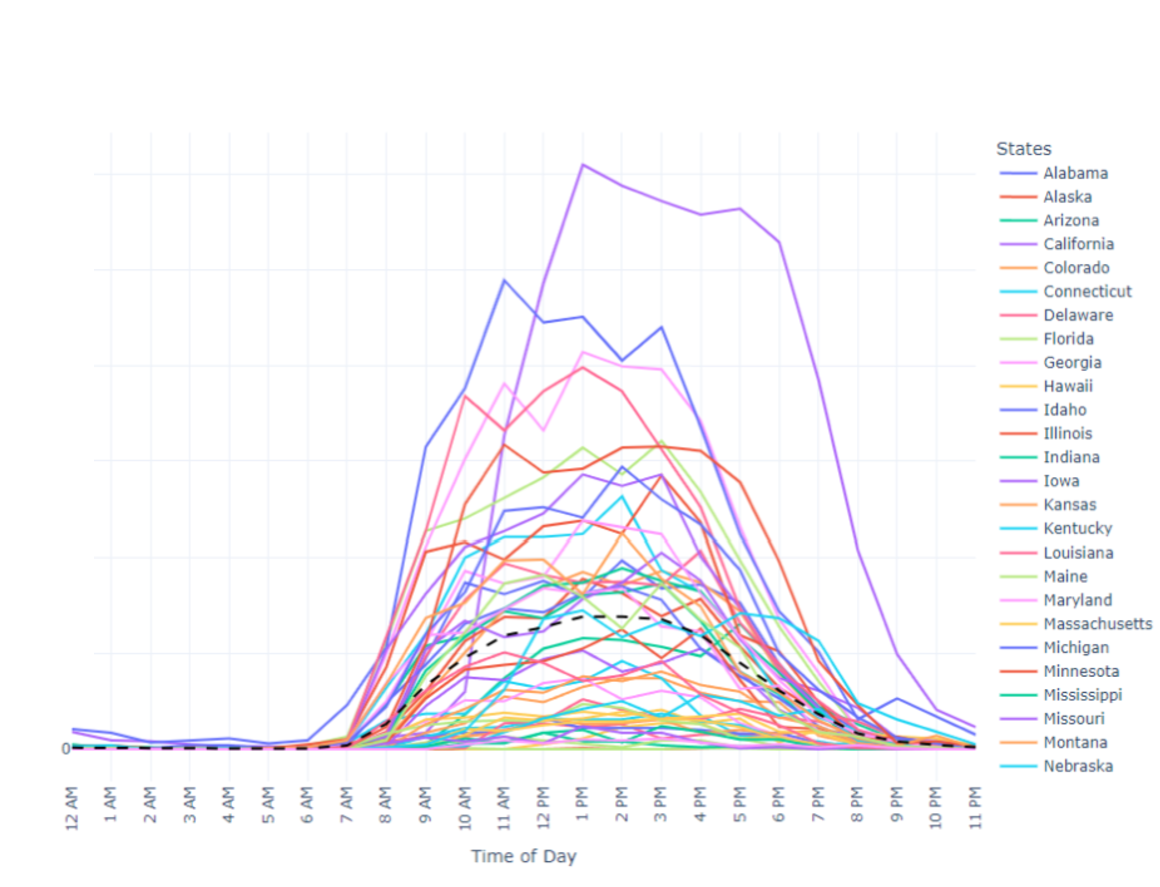 States
Alabama
Alaska
Arizona
California
Colorado
Connecticut
Delaware
Florida
Georgia
Hawaii
Idaho
Illinois
Indiana
Iowa
Kansas
Kentucky
Louisiana
Maine
Maryland
Massachusetts
Michigan
Minnesota
Mississippi
Missouri
Montana
Nebraska
0
12 AM
1 AM
2 AM
3 AM
4 AM
5 AM
6 AM
7 AM
8 AM
9 AM
10 AM
11 AM
12 PM
1 PM
2 PM
3 PM
4 PM
5 PM
6 PM
7 PM
8 PM
9 PM
10 PM
11 PM
Time of Day